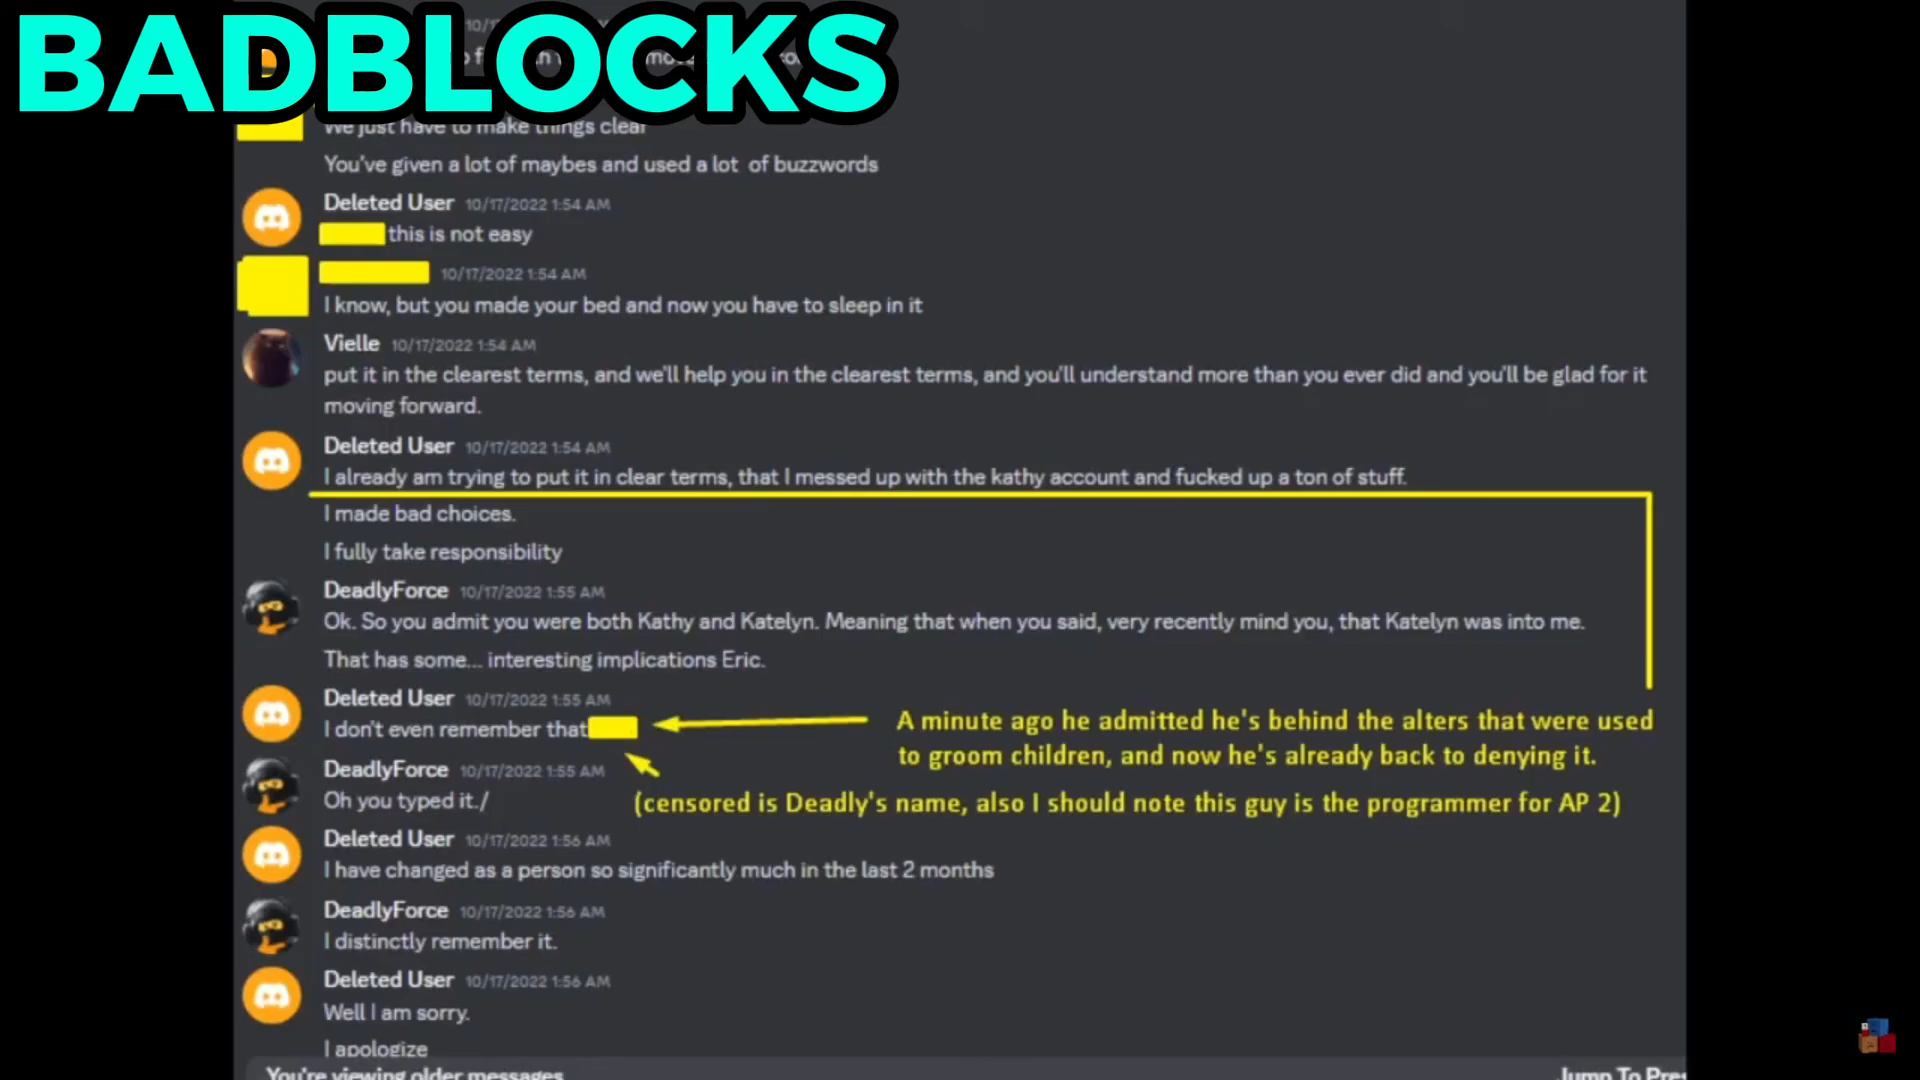 BADBLOCKS
We just have to make things clear
You've given a lot of maybes and used a lot of buzzwords
Deleted User 10/17/2022 1:54 AM
this is not easy
10/17/2022 1:54 AM
I know, but you made your bed and now you have to sleep in it
Vielle 10/17/2022 1:54 AM
put it in the clearest terms, and we'll help you in the clearest terms, and you'll understand more than you ever did and you'll be glad for it
moving forward.
Deleted User 10/17/2022 1:54 AM
I already am trying to put it in clear terms, that I messed up with the kathy account and fucked up a ton of stuff.
I made bad choices.
I fully take responsibility
DeadlyForce 10/17/2022 1:55 AM
Ok. So you admit you were both Kathy and Katelyn. Meaning that when you said, very recently mind you, that Katelyn was into me.
That has some... interesting implications Eric.
Deleted User 10/17/2022 1:55 AM
I don't even remember that
A minute ago he admitted he's behind the alters that were used
to groom children, and now he's already back to denying it.
DeadlyForce 10/17/2022 1:55 AM
Oh you typed it./
(censored is Deadly's name, also I should note this guy is the programmer for AP 2)
Deleted User 10/17/2022 1:56 AM
I have changed as a person so significantly much in the last 2 months
DeadlyForce 10/17/2022 1:56 AM
I distinctly remember it.
Deleted User 10/17/2022 1:56 AM
Well I am sorry.
I apologize
You're viewing older messages
Jump To Pres